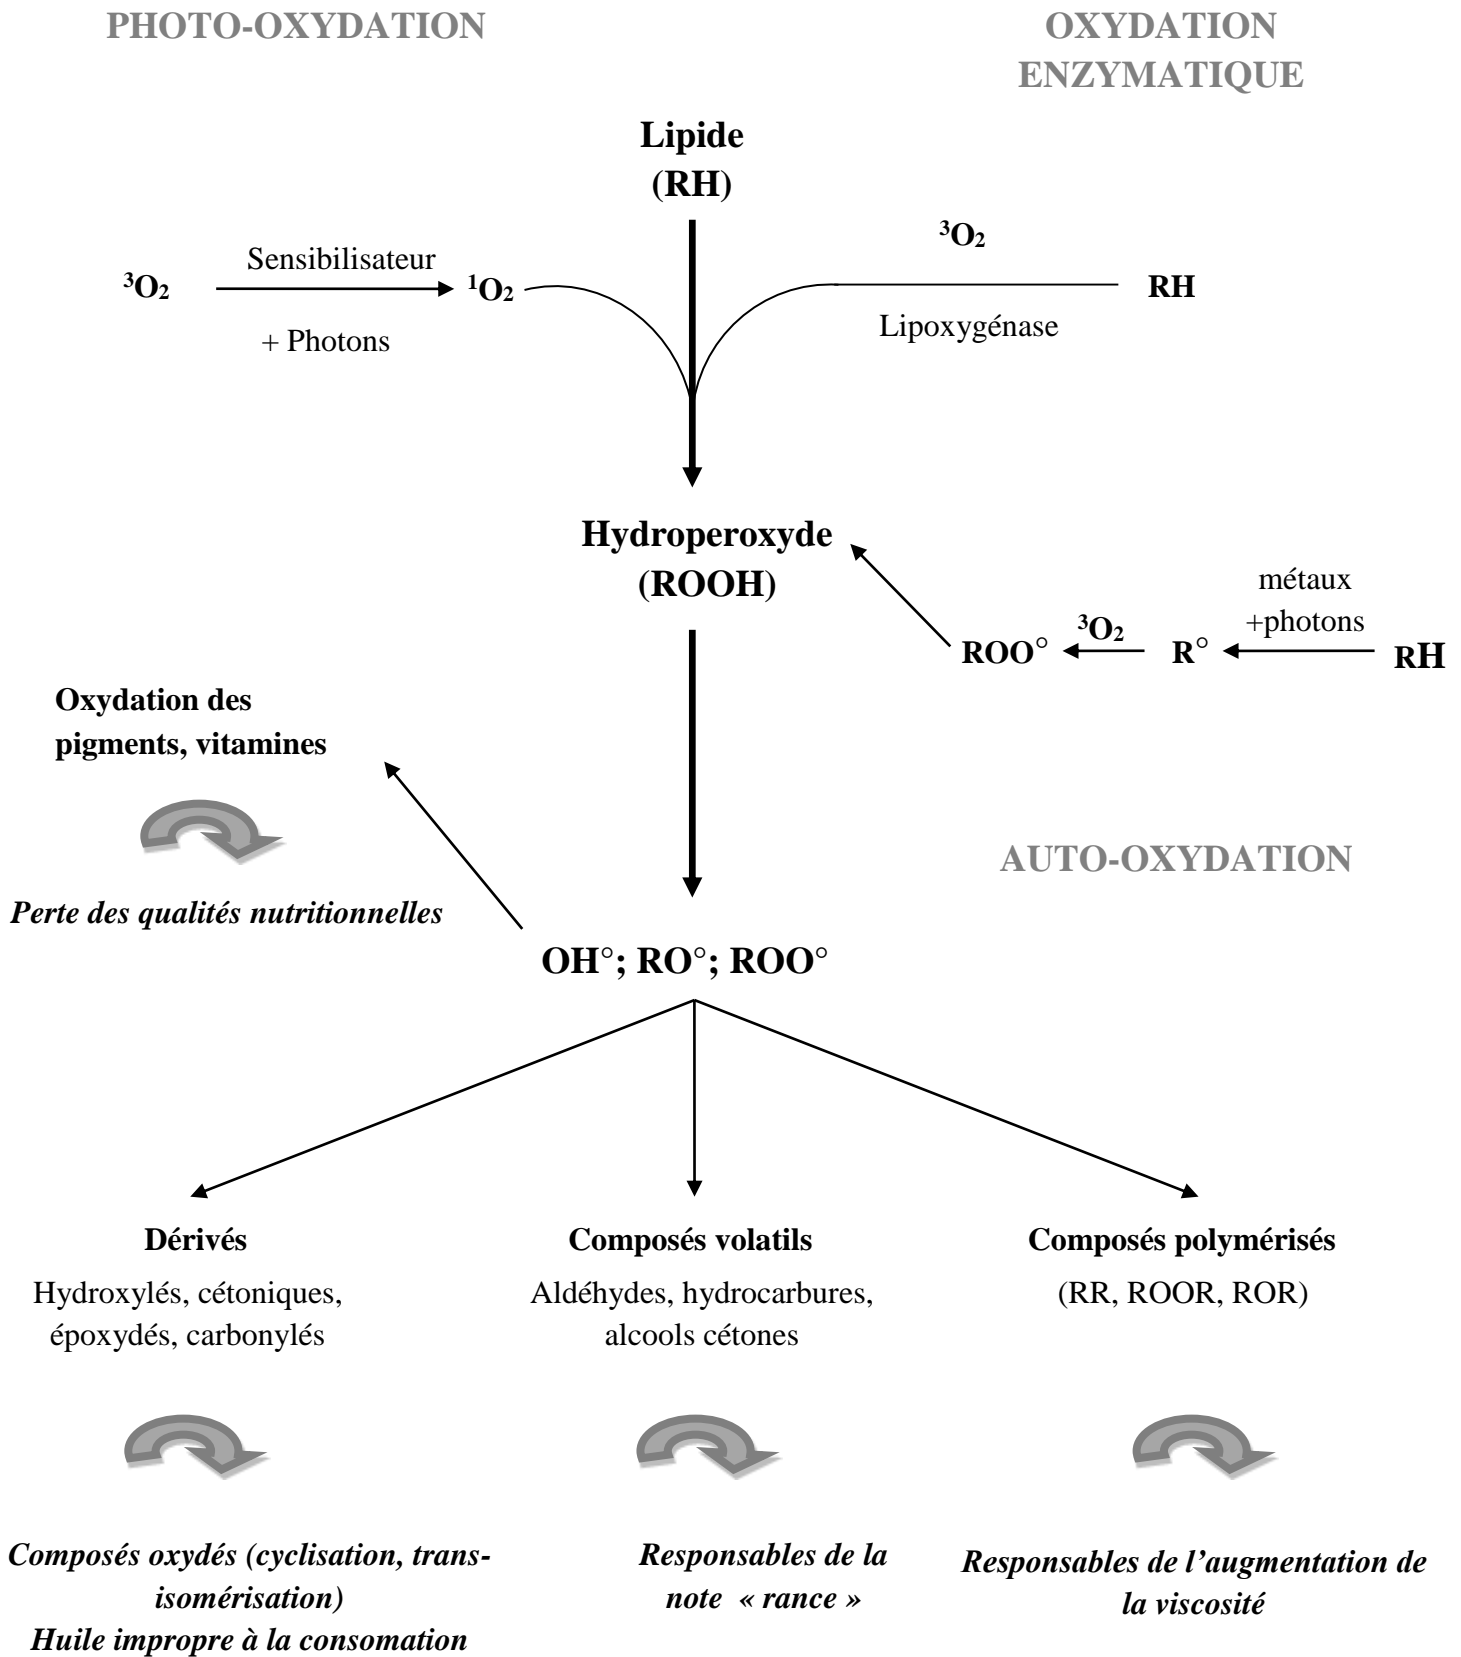 PHOTO-OXYDATION
OXYDATION
ENZYMATIQUE
Lipide
(RH)
³O₂
Sensibilisateur
+ Photons
¹O₂
³O₂
Lipoxygénase
RH
Hydroperoxyde
(ROOH)
métaux
+photons
ROO°
³O₂
R°
RH
Oxydation des
pigments, vitamines
Perte des qualités nutritionnelles
AUTO-OXYDATION
OH°; RO°; ROO°
Dérivés
Hydroxylés, cétoniques,
époxydés, carbonylés
Composés volatils
Aldéhydes, hydrocarbures,
alcools cétones
Composés polymérisés
(RR, ROOR, ROR)
Composés oxydés (cyclisation, trans-
isomérisation)
Huile impropre à la consomation
Responsables de la
note « rance »
Responsables de l’augmentation de
la viscosité